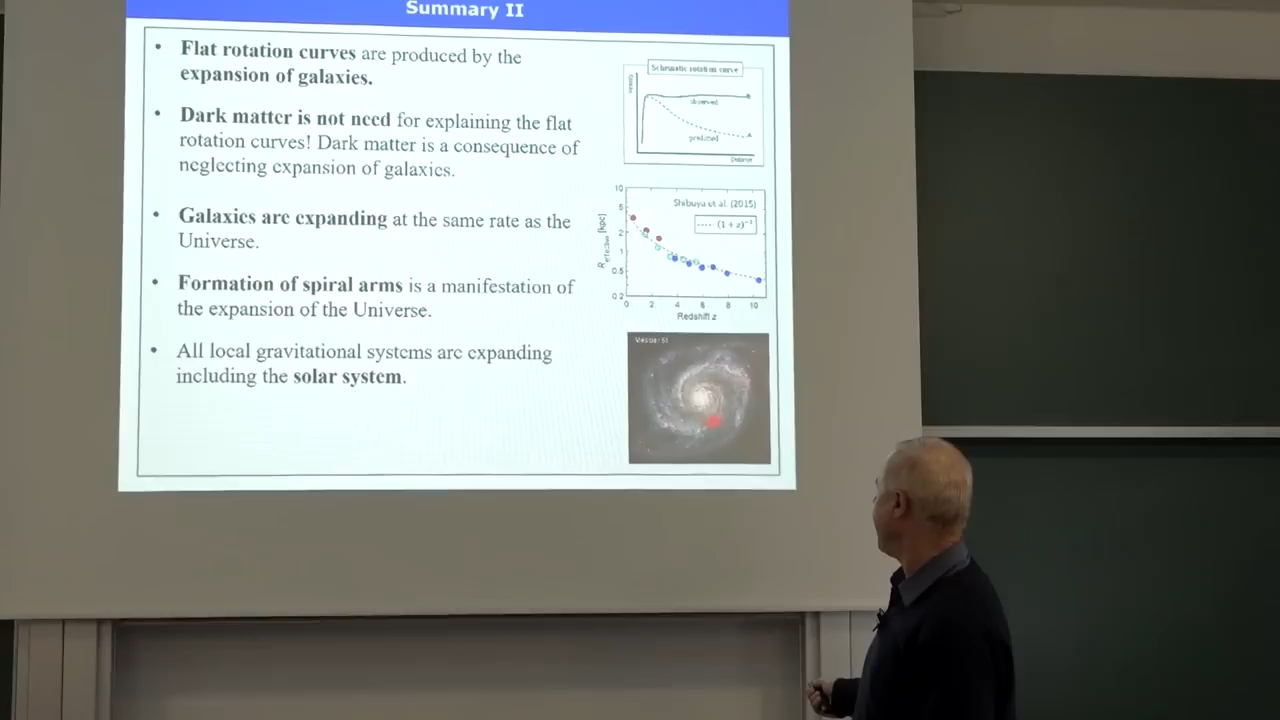 Summary II
• Flat rotation curves are produced by the
expansion of galaxies.
• Dark matter is not need for explaining the flat
rotation curves! Dark matter is a consequence of
neglecting expansion of galaxies.
• Galaxies are expanding at the same rate as the
Universe.
• Formation of spiral arms is a manifestation of
the expansion of the Universe.
• All local gravitational systems are expanding
including the solar system.
Schematic rotation curve
observed
predicted
Distance
Shibuya et al. (2015)
(1 + z)⁻¹
R effective [kpc]
10
5
2
1
0.5
0.2
0 2 4 6 8 10
Redshift z